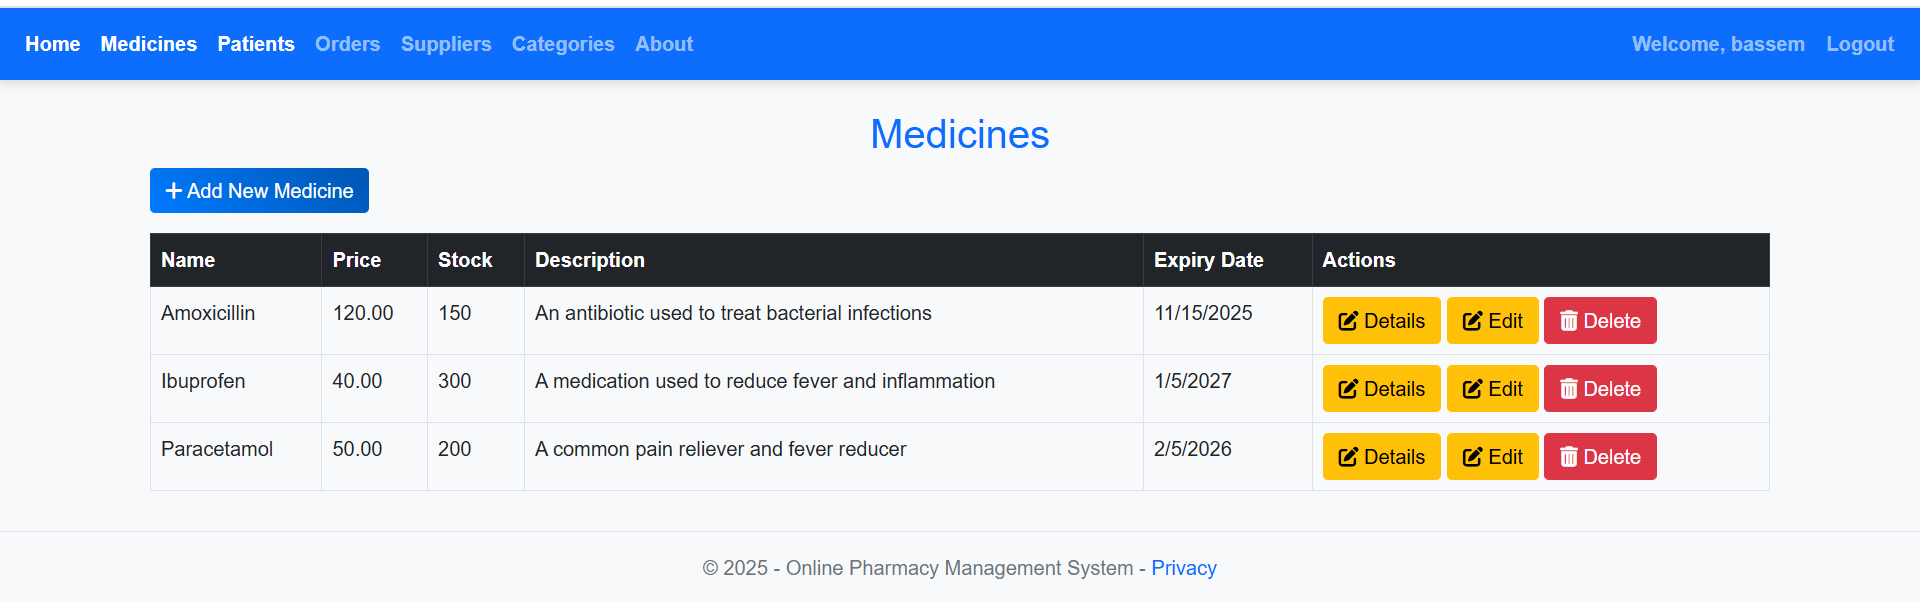 Home Medicines Patients Orders Suppliers Categories About Welcome, bassem Logout
Medicines
Add New Medicine
Name Price Stock Description Expiry Date Actions
Amoxicillin 120.00 150 An antibiotic used to treat bacterial infections 11/15/2025 Details Edit Delete
Ibuprofen 40.00 300 A medication used to reduce fever and inflammation 1/5/2027 Details Edit Delete
Paracetamol 50.00 200 A common pain reliever and fever reducer 2/5/2026 Details Edit Delete
© 2025 - Online Pharmacy Management System - Privacy